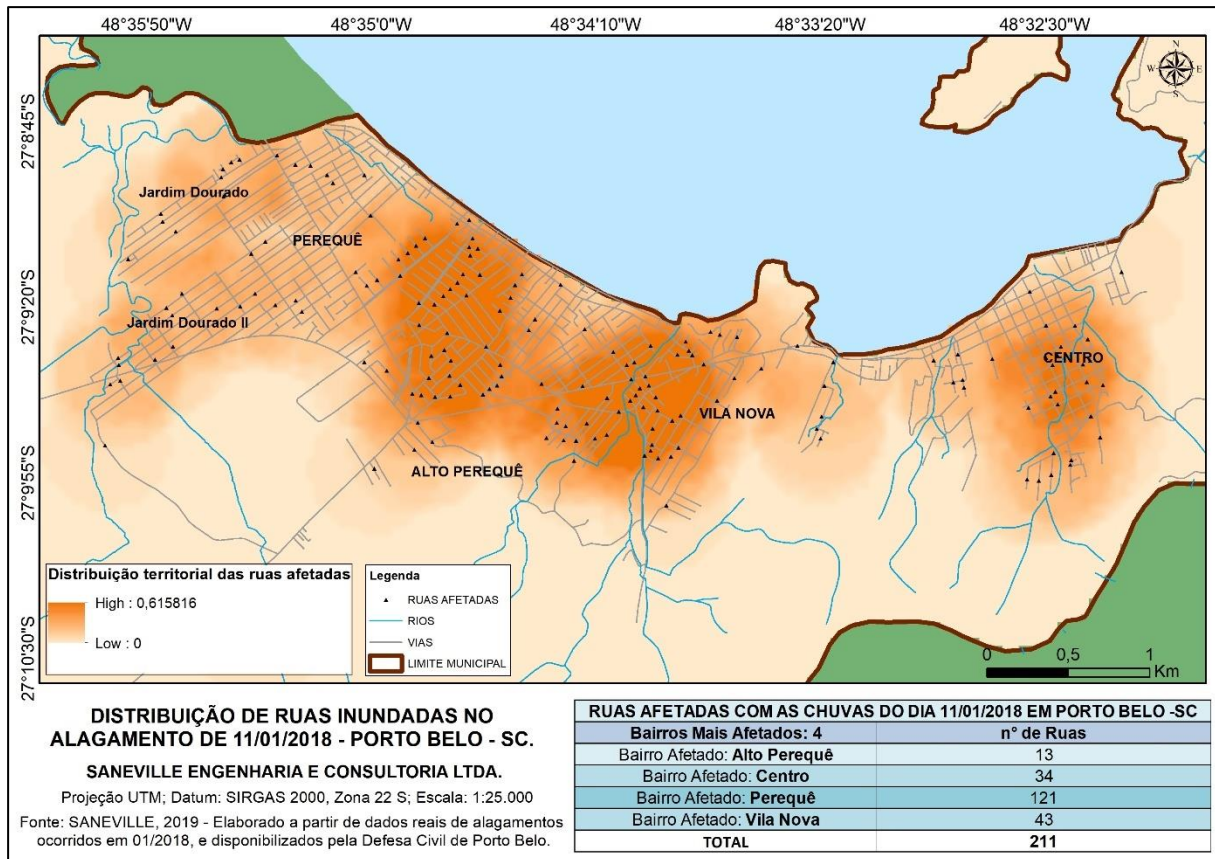 48°35'50"W 48°35'0"W 48°34'10"W 48°33'20"W 48°32'30"W
27°8'45"S
27°9'20"S
27°9'55"S
27°10'30"S
N
W E
S
Jardim Dourado
PEREQUÊ
Jardim Dourado II
CENTRO
VILA NOVA
ALTO PEREQUÊ
Distribuição territorial das ruas afetadas
High : 0,615816
Low : 0
Legenda
RUAS AFETADAS
RIOS
VIAS
LIMITE MUNICIPAL
0 0,5 1
Km
DISTRIBUIÇÃO DE RUAS INUNDADAS NO
ALAGAMENTO DE 11/01/2018 - PORTO BELO - SC.
SANEVILLE ENGENHARIA E CONSULTORIA LTDA.
Projeção UTM; Datum: SIRGAS 2000, Zona 22 S; Escala: 1:25.000
Fonte: SANEVILLE, 2019 - Elaborado a partir de dados reais de alagamentos
ocorridos em 01/2018, e disponibilizados pela Defesa Civil de Porto Belo.
RUAS AFETADAS COM AS CHUVAS DO DIA 11/01/2018 EM PORTO BELO -SC
Bairros Mais Afetados: 4 n° de Ruas
Bairro Afetado: Alto Perequê 13
Bairro Afetado: Centro 34
Bairro Afetado: Perequê 121
Bairro Afetado: Vila Nova 43
TOTAL 211